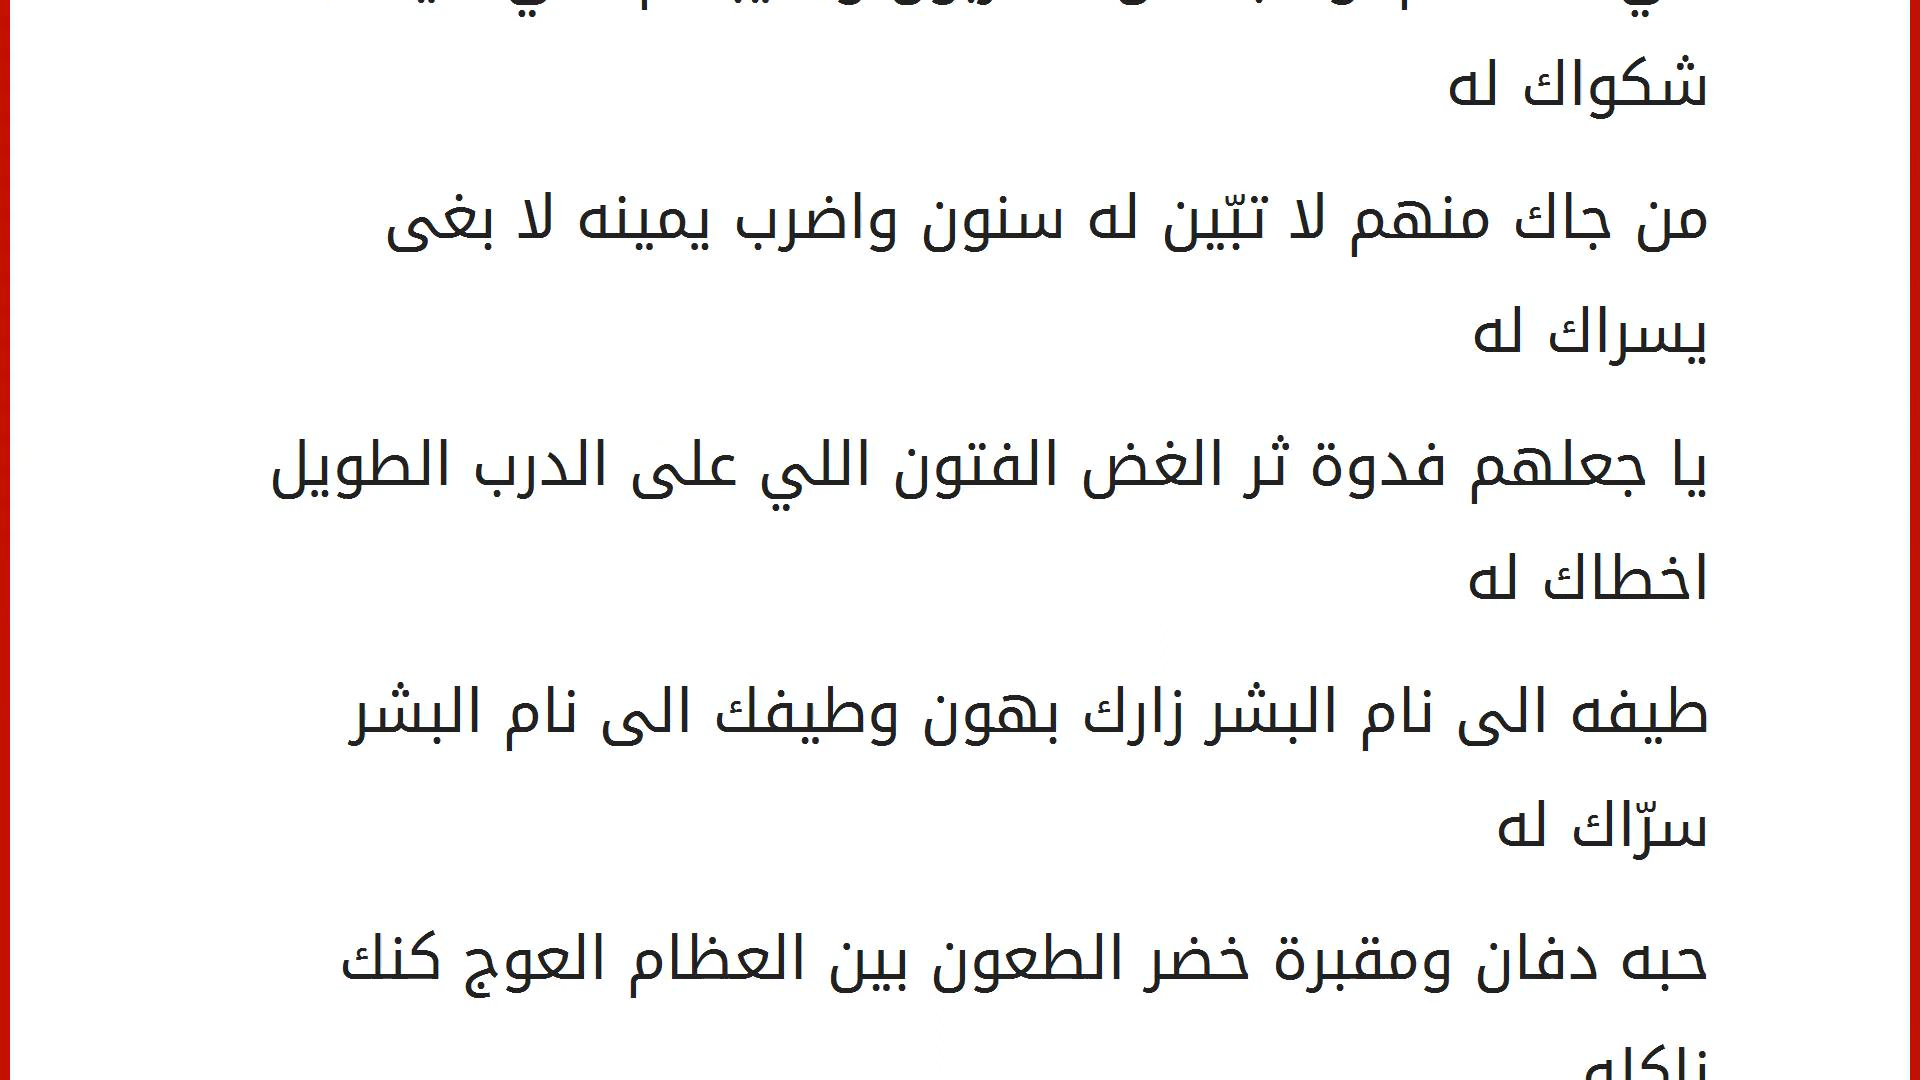 شكواك له
من جاك منهم لا تبّين له سنون واضرب يمينه لا بغى
يسراك له
يا جعلهم فدوة ثر الغض الفتون اللي على الدرب الطويل
اخطاك له
طيفه الى نام البشر زارك بهون وطيفك الى نام البشر
سرّاك له
حبه دفان ومقبرة خضر الطعون بين العظام العوج كنك